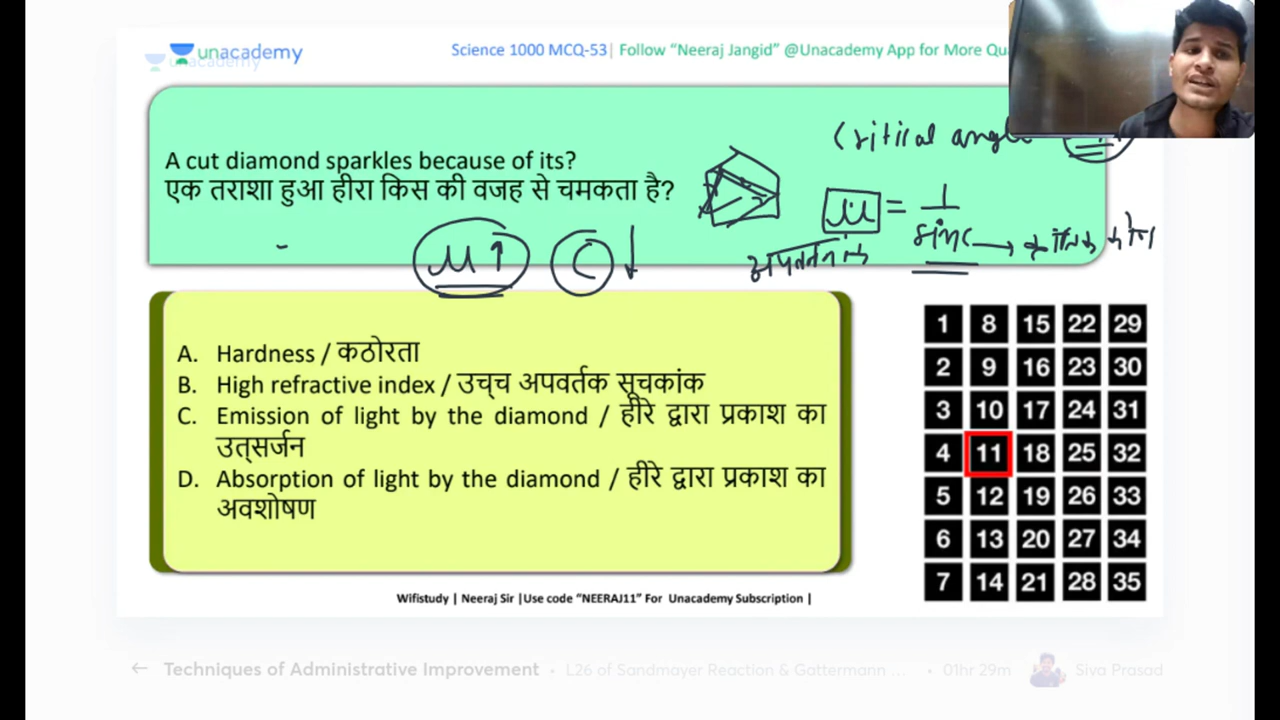 unacademy
unacademy
Science 1000 MCQ-53| Follow “Neeraj Jangid” @Unacademy App for More Qu
A cut diamond sparkles because of its?
एक तराशा हुआ हीरा किस की वजह से चमकता है?
Critical angle
μ = 1
sinc
μ↑ C↓
A. Hardness / कठोरता
B. High refractive index / उच्च अपवर्तक सूचकांक
C. Emission of light by the diamond / हीरे द्वारा प्रकाश का
उत्सर्जन
D. Absorption of light by the diamond / हीरे द्वारा प्रकाश का
अवशोषण
1 8 15 22 29
2 9 16 23 30
3 10 17 24 31
4 11 18 25 32
5 12 19 26 33
6 13 20 27 34
7 14 21 28 35
Wifistudy | Neeraj Sir |Use code “NEERAJ11” For Unacademy Subscription |
← Techniques of Administrative Improvement • L26 of Sandmayer Reaction & Gattermann ... • 01hr 29m Siva Prasad